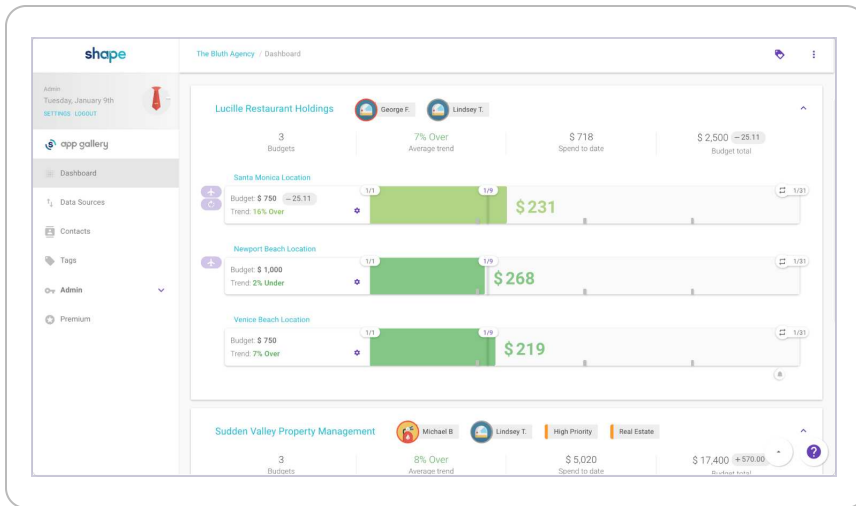 shape
The Bluth Agency / Dashboard
Admin
Tuesday, January 9th
SETTINGS LOGOUT
app gallery
Dashboard
Data Sources
Contacts
Tags
Admin
Premium
Lucille Restaurant Holdings George F. Lindsey T.
3 7% Over $ 718 $ 2,500 – 25.11
Budgets Average trend Spend to date Budget total
Santa Monica Location
1/1 1/9 1/31
Budget: $ 750 – 25.11
Trend: 16% Over
$ 231
Newport Beach Location
1/1 1/9 1/31
Budget: $ 1,000
Trend: 2% Under
$ 268
Venice Beach Location
1/1 1/9 1/31
Budget: $ 750
Trend: 7% Over
$ 219
Sudden Valley Property Management Michael B Lindsey T. High Priority Real Estate
3 8% Over $ 5,020 $ 17,400 + 570.00
Budgets Average trend Spend to date Budget total
?